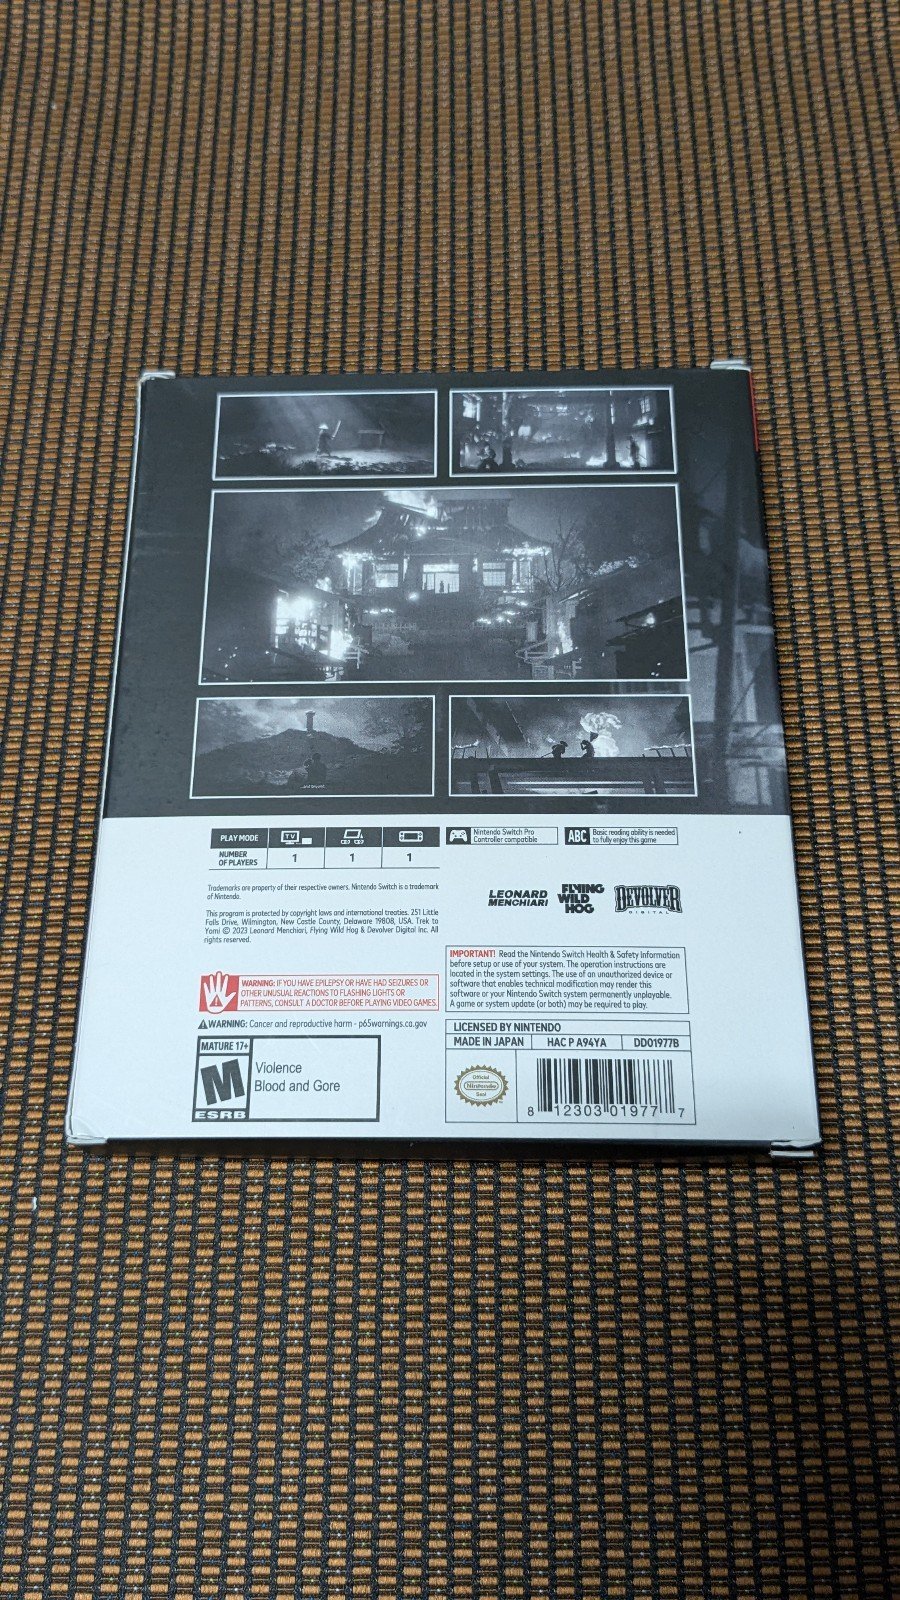 ...and beyond.
PLAY MODE
TV
NUMBER
OF PLAYERS
1
1
1
Nintendo Switch Pro
Controller compatible
ABC
Basic reading ability is needed
to fully enjoy this game
Trademarks are property of their respective owners. Nintendo Switch is a trademark
of Nintendo.
This program is protected by copyright laws and international treaties. 251 Little
Falls Drive, Wilmington, New Castle County, Delaware 19808, USA. Trek to
Yomi © 2023 Leonard Menchiari, Flying Wild Hog & Devolver Digital Inc. All
rights reserved.
LEONARD
MENCHIARI
FLYING
WILD
HOG
DEVOLVER
DIGITAL
WARNING: IF YOU HAVE EPILEPSY OR HAVE HAD SEIZURES OR
OTHER UNUSUAL REACTIONS TO FLASHING LIGHTS OR
PATTERNS, CONSULT A DOCTOR BEFORE PLAYING VIDEO GAMES.
WARNING: Cancer and reproductive harm - p65warnings.ca.gov
MATURE 17+
M
ESRB
Violence
Blood and Gore
IMPORTANT! Read the Nintendo Switch Health & Safety Information
before setup or use of your system. The operation instructions are
located in the system settings. The use of an unauthorized device or
software that enables technical modification may render this
software or your Nintendo Switch system permanently unplayable.
A game or system update (or both) may be required to play.
LICENSED BY NINTENDO
MADE IN JAPAN
HAC P A94YA
DD01977B
Official
Nintendo
Seal
8 12303 01977 7